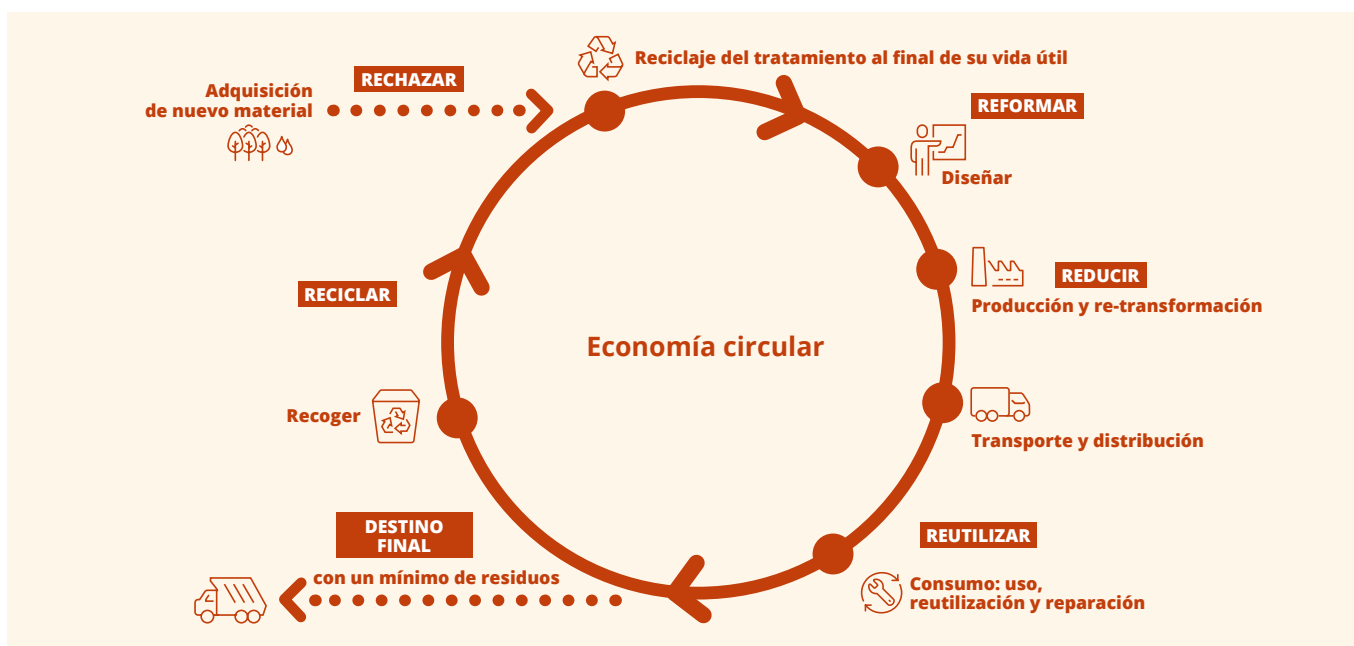 Reciclaje del tratamiento al final de su vida útil
RECHAZAR
Adquisición
de nuevo material
REFORMAR
Diseñar
REDUCIR
Producción y re-transformación
RECICLAR
Economía circular
Recoger
Transporte y distribución
DESTINO
FINAL
con un mínimo de residuos
REUTILIZAR
Consumo: uso,
reutilización y reparación